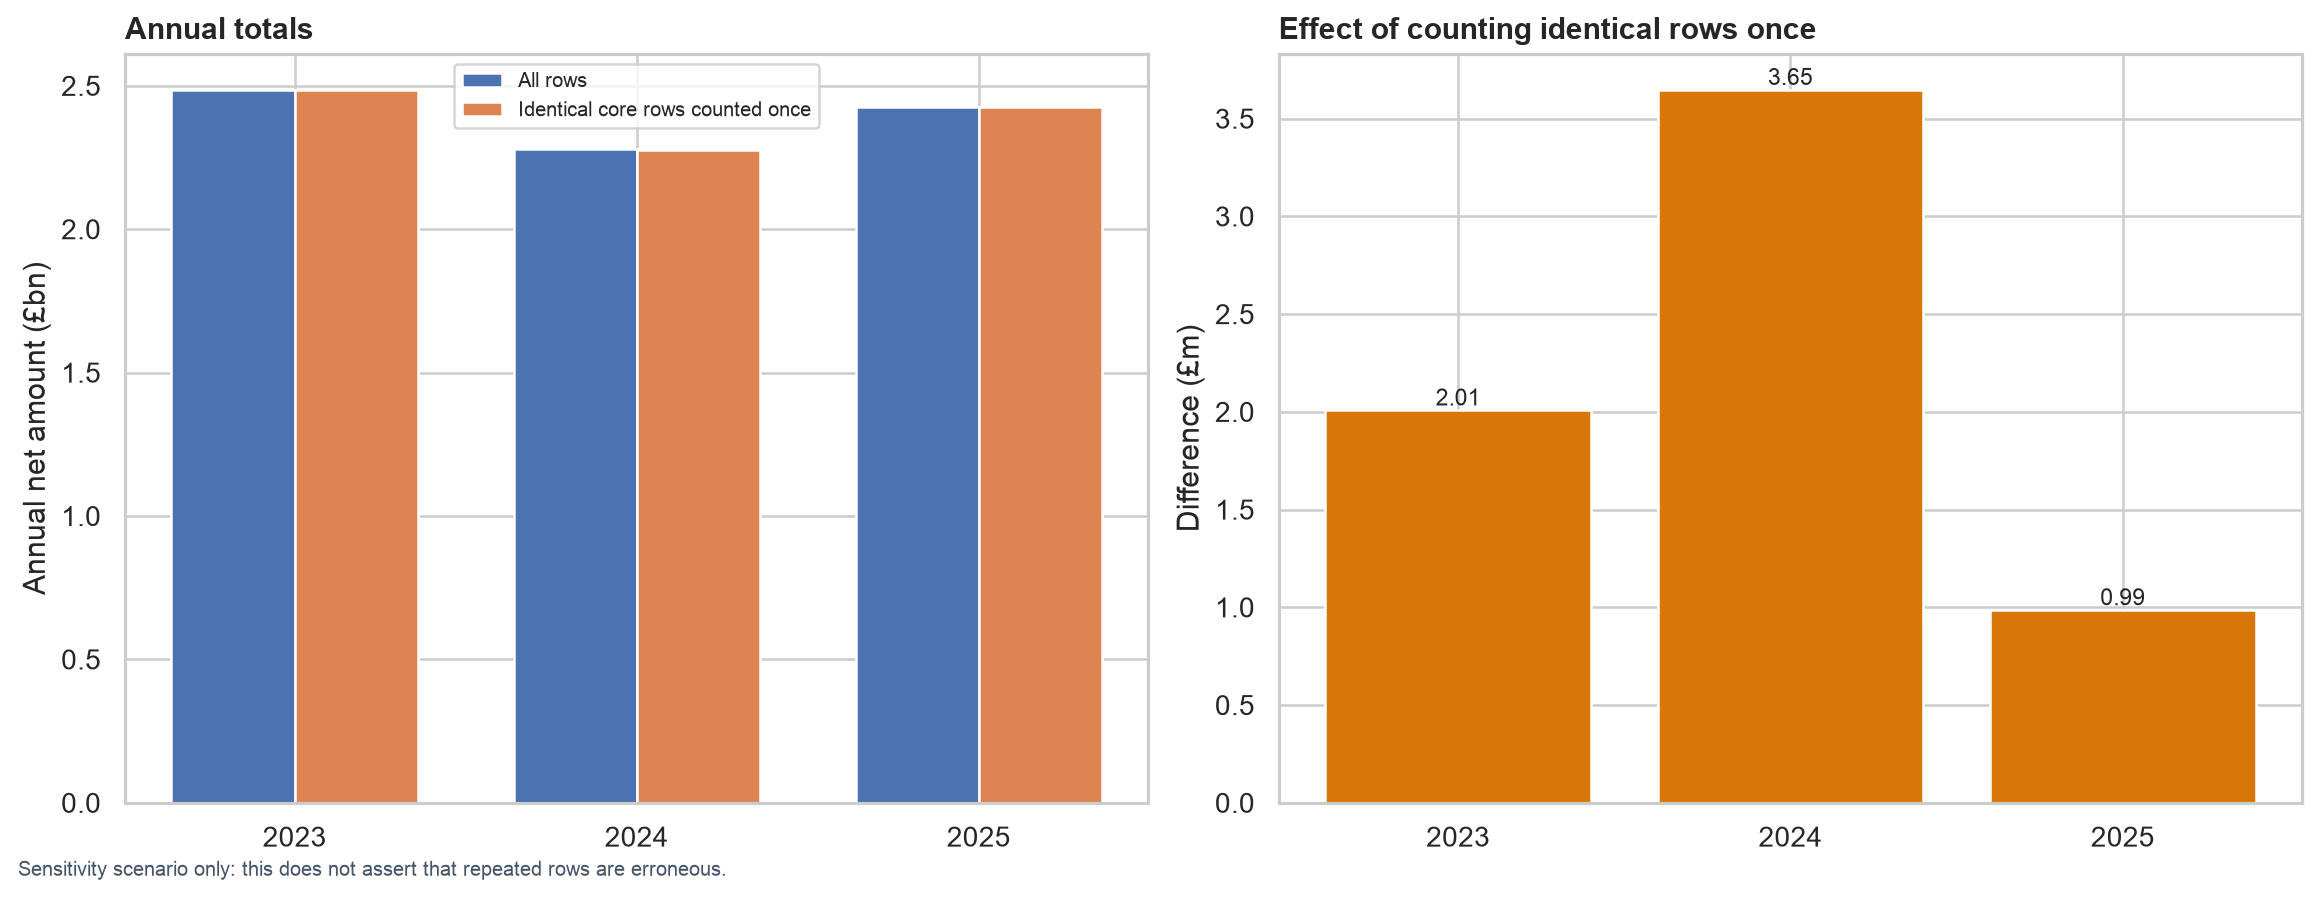 Annual totals
All rows
Identical core rows counted once
Annual net amount (£bn)
2.5
2.0
1.5
1.0
0.5
0.0
2023 2024 2025
Effect of counting identical rows once
Difference (£m)
3.5
3.0
2.5
2.0
1.5
1.0
0.5
0.0
2.01
3.65
0.99
2023 2024 2025
Sensitivity scenario only: this does not assert that repeated rows are erroneous.